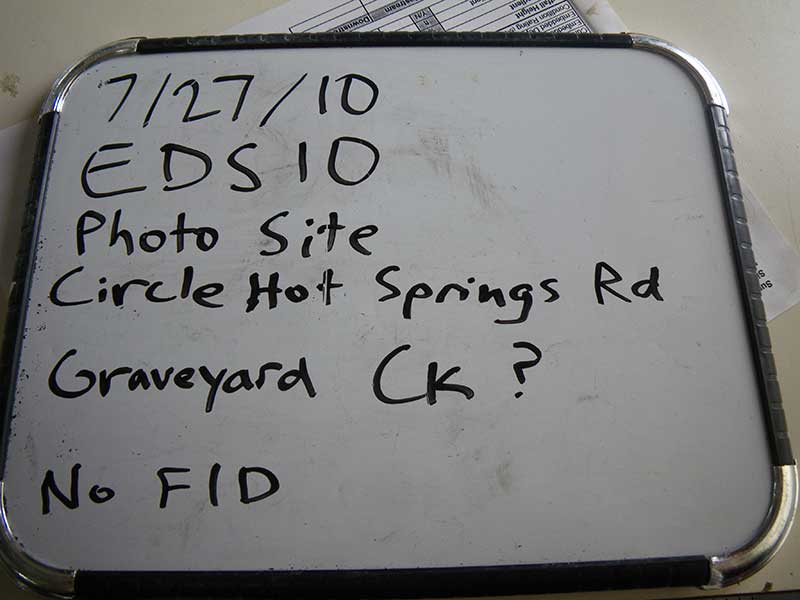 7/27/10
EDS10
Photo Site
Circle Hot Springs Rd
Graveyard Ck ?
No FID